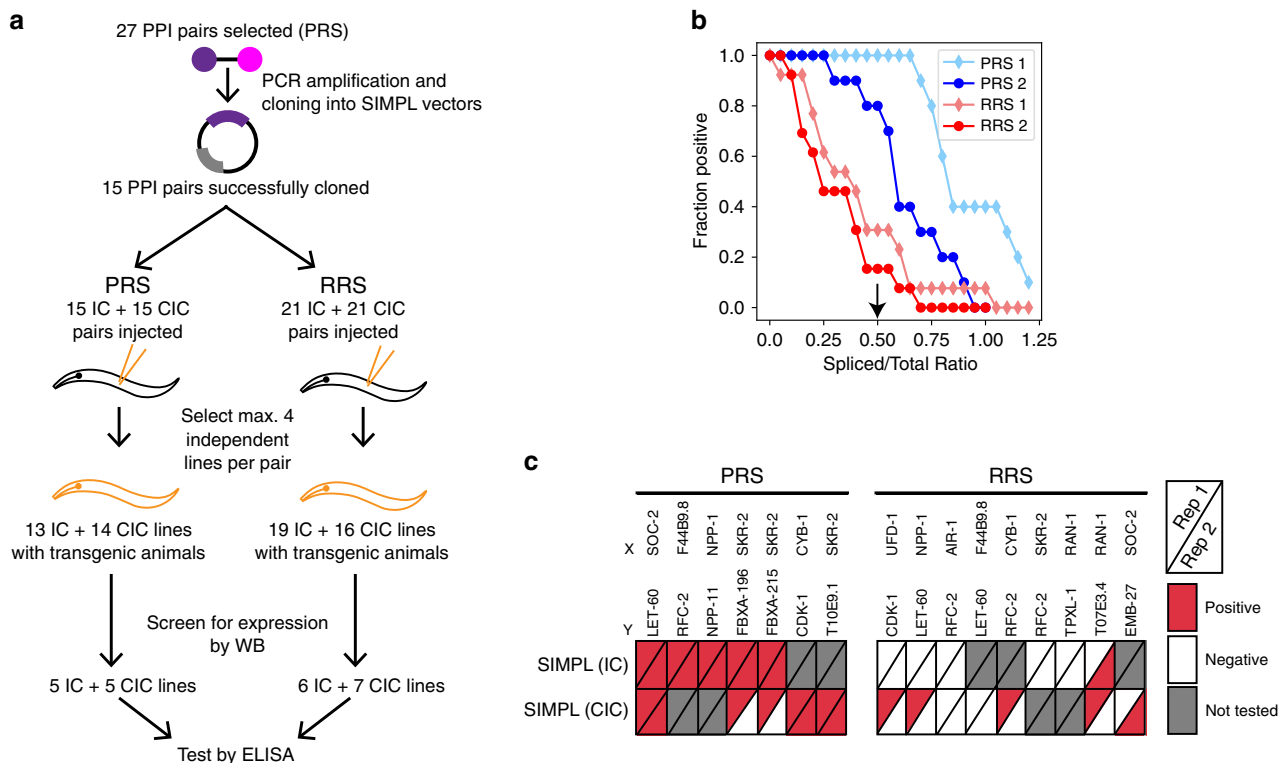 a
27 PPI pairs selected (PRS)
PCR amplification and
cloning into SIMPL vectors
15 PPI pairs successfully cloned
PRS
15 IC + 15 CIC
pairs injected
RRS
21 IC + 21 CIC
pairs injected
Select max. 4
independent
lines per pair
13 IC + 14 CIC lines
with transgenic animals
19 IC + 16 CIC lines
with transgenic animals
Screen for expression
by WB
5 IC + 5 CIC lines
6 IC + 7 CIC lines
Test by ELISA
b
Fraction positive
1.0
0.8
0.6
0.4
0.2
0.0
PRS 1
PRS 2
RRS 1
RRS 2
0.0 0.25 0.50 0.75 1.00 1.25
Spliced/Total Ratio
c
PRS
RRS
X
SOC-2
F44B9.8
NPP-1
SKR-2
SKR-2
CYB-1
SKR-2
UFD-1
NPP-1
AIR-1
F44B9.8
CYB-1
SKR-2
RAN-1
RAN-1
SOC-2
Y
LET-60
RFC-2
NPP-11
FBXA-196
FBXA-215
CDK-1
T10E9.1
CDK-1
LET-60
RFC-2
LET-60
RFC-2
RFC-2
TPXL-1
T07E3.4
EMB-27
SIMPL (IC)
SIMPL (CIC)
Rep 1
Rep 2
Positive
Negative
Not tested